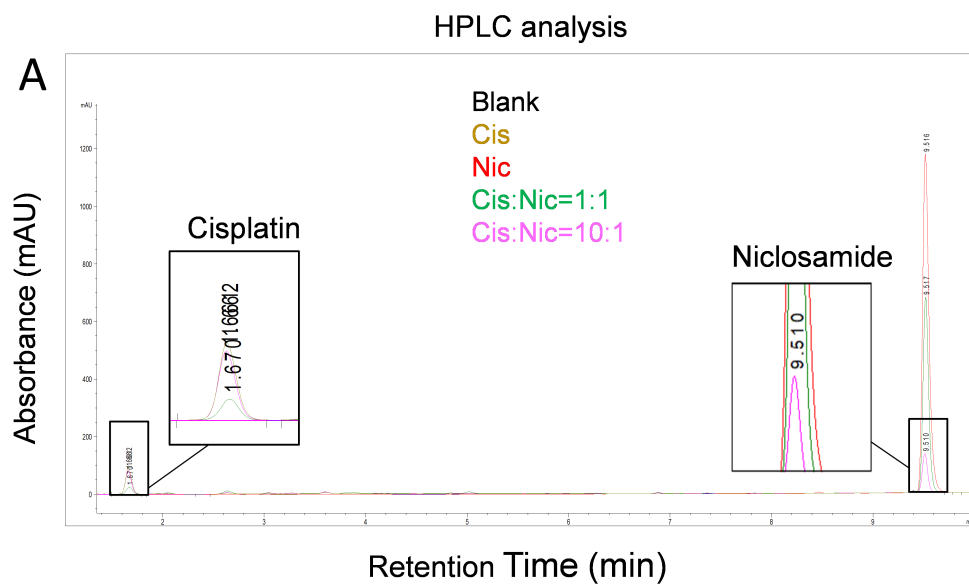 HPLC analysis
A
mAU
Blank
Cis
Nic
Cis:Nic=1:1
Cis:Nic=10:1
Cisplatin
1.670
Niclosamide
9.510
9.516
9.517
9.510
1200
1000
800
600
400
200
0
2
3
4
5
6
7
8
9
Absorbance (mAU)
Retention Time (min)